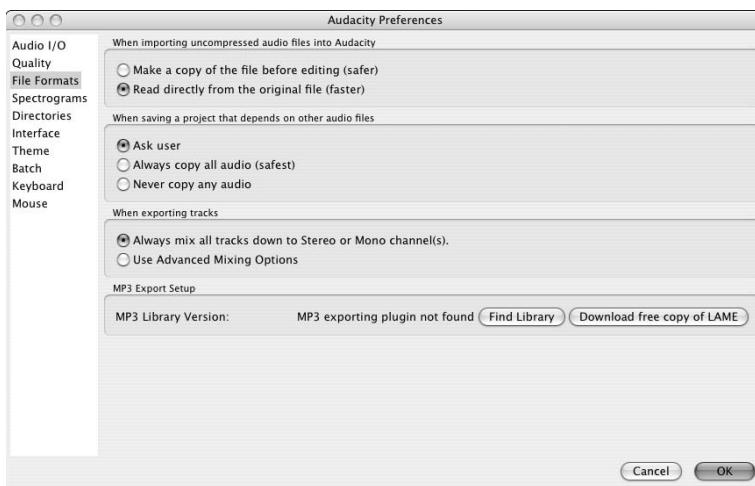 Audacity Preferences
Audio I/O
Quality
File Formats
Spectrograms
Directories
Interface
Theme
Batch
Keyboard
Mouse
When importing uncompressed audio files into Audacity
Make a copy of the file before editing (safer)
Read directly from the original file (faster)
When saving a project that depends on other audio files
Ask user
Always copy all audio (safest)
Never copy any audio
When exporting tracks
Always mix all tracks down to Stereo or Mono channel(s).
Use Advanced Mixing Options
MP3 Export Setup
MP3 Library Version: MP3 exporting plugin not found Find Library Download free copy of LAME
Cancel OK